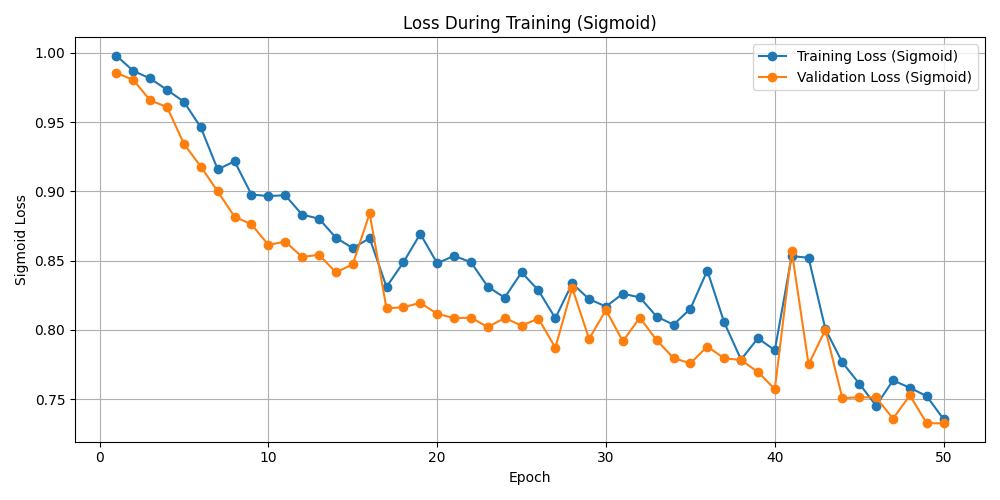 Loss During Training (Sigmoid)
Training Loss (Sigmoid)
Validation Loss (Sigmoid)
Sigmoid Loss
1.00
0.95
0.90
0.85
0.80
0.75
0
10
20
30
40
50
Epoch